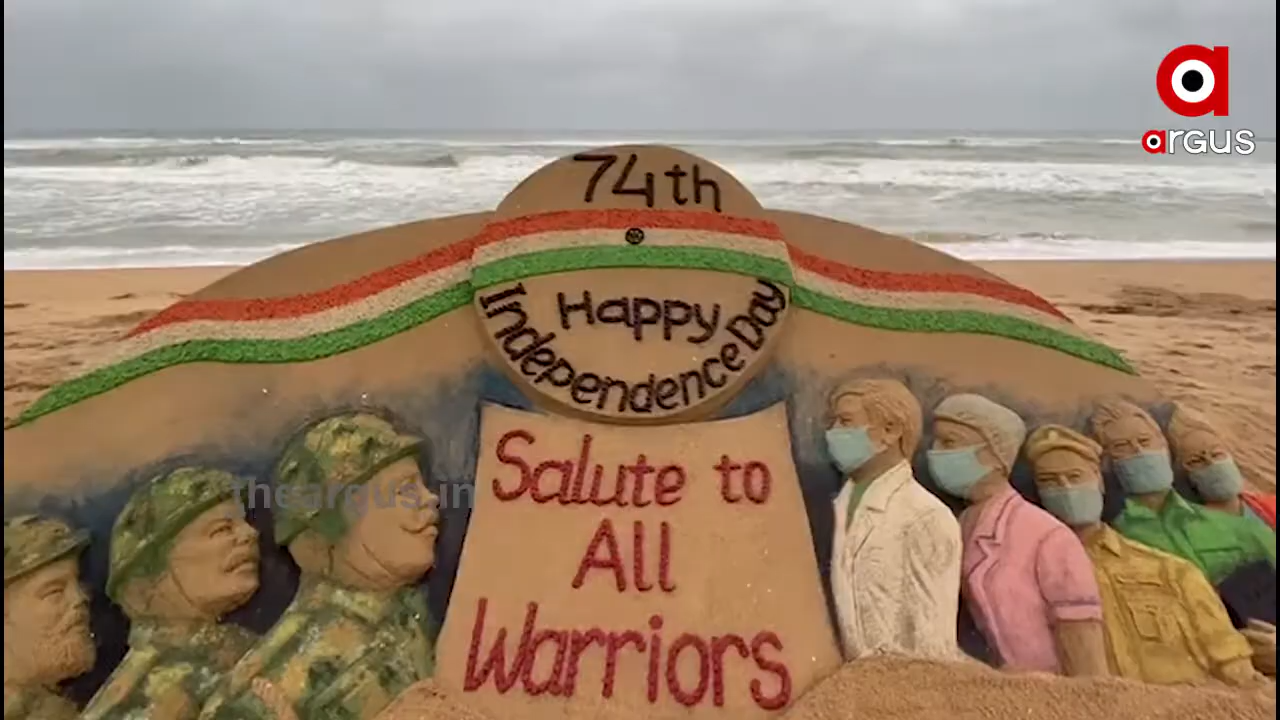 argus
74th
Happy
Independence Day
theargus.in
Salute to
All
Warriors